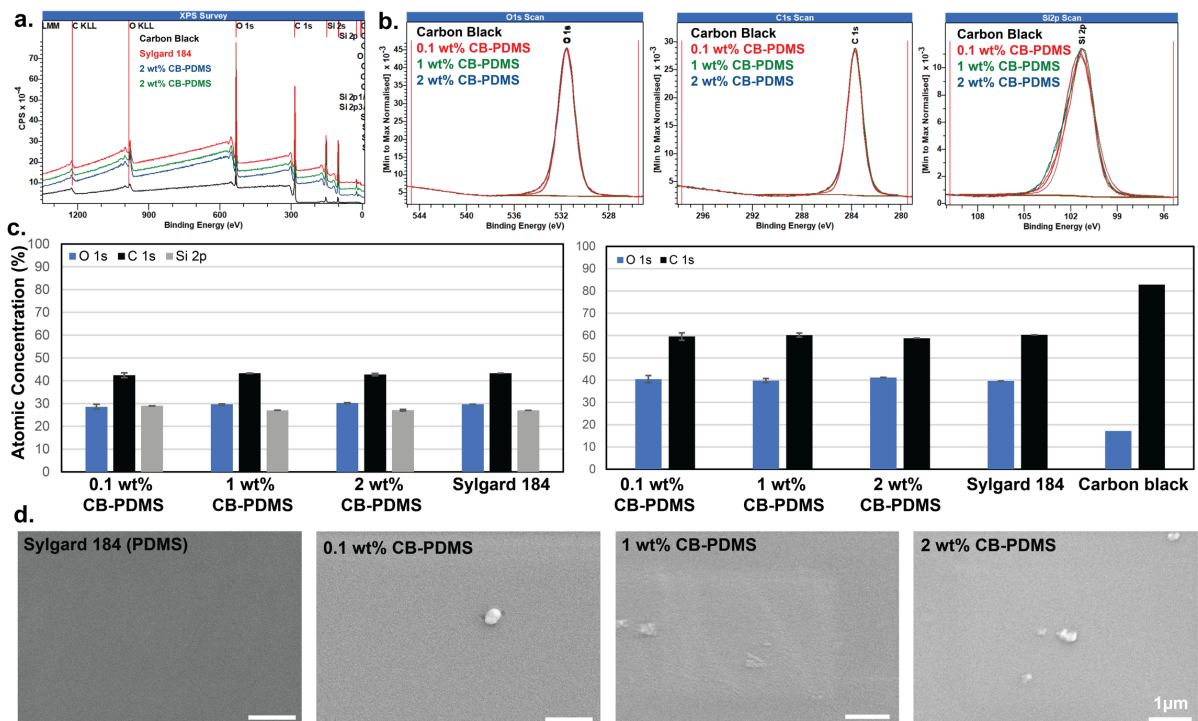 a.
XPS Survey
LMM
C KLL
O KLL
O 1s
C 1s
Si 2s
Si 2p
Carbon Black
Sylgard 184
2 wt% CB-PDMS
2 wt% CB-PDMS
Si 2p1/
Si 2p3/
CPS x 10⁻⁴
70
60
50
40
30
20
10
1200
900
600
300
0
Binding Energy (eV)
b.
O1s Scan
Carbon Black
0.1 wt% CB-PDMS
1 wt% CB-PDMS
2 wt% CB-PDMS
O 1s
[Min to Max Normalised] x 10⁻³
45
40
35
30
25
20
15
10
5
544
540
536
532
528
Binding Energy (eV)
C1s Scan
Carbon Black
0.1 wt% CB-PDMS
1 wt% CB-PDMS
2 wt% CB-PDMS
C 1s
[Min to Max Normalised] x 10⁻³
30
25
20
15
10
5
0
296
292
288
284
280
Binding Energy (eV)
Si2p Scan
Carbon Black
0.1 wt% CB-PDMS
1 wt% CB-PDMS
2 wt% CB-PDMS
Si 2p
[Min to Max Normalised] x 10⁻³
14
12
10
8
6
4
2
0
108
105
102
99
96
Binding Energy (eV)
c.
Atomic Concentration (%)
100
90
80
70
60
50
40
30
20
10
0
O 1s C 1s Si 2p
0.1 wt% CB-PDMS
1 wt% CB-PDMS
2 wt% CB-PDMS
Sylgard 184
100
90
80
70
60
50
40
30
20
10
0
O 1s C 1s
0.1 wt% CB-PDMS
1 wt% CB-PDMS
2 wt% CB-PDMS
Sylgard 184
Carbon black
d.
Sylgard 184 (PDMS)
0.1 wt% CB-PDMS
1 wt% CB-PDMS
2 wt% CB-PDMS
1µm